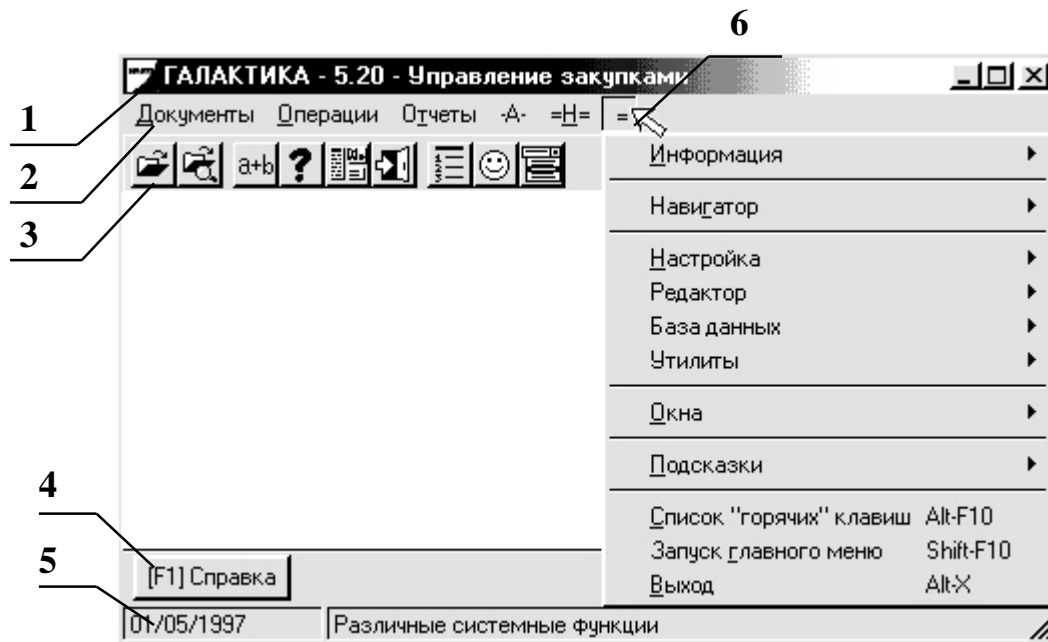 6
ГАЛАКТИКА - 5.20 - Управление закупками
1
Документы Операции Отчеты -А- =Н= =
2
a+b ?
3
Информация
Навигатор
Настройка
Редактор
База данных
Утилиты
Окна
Подсказки
Список "горячих" клавиш Alt-F10
Запуск главного меню Shift-F10
Выход Alt-X
4
[F1] Справка
5
01/05/1997 Различные системные функции